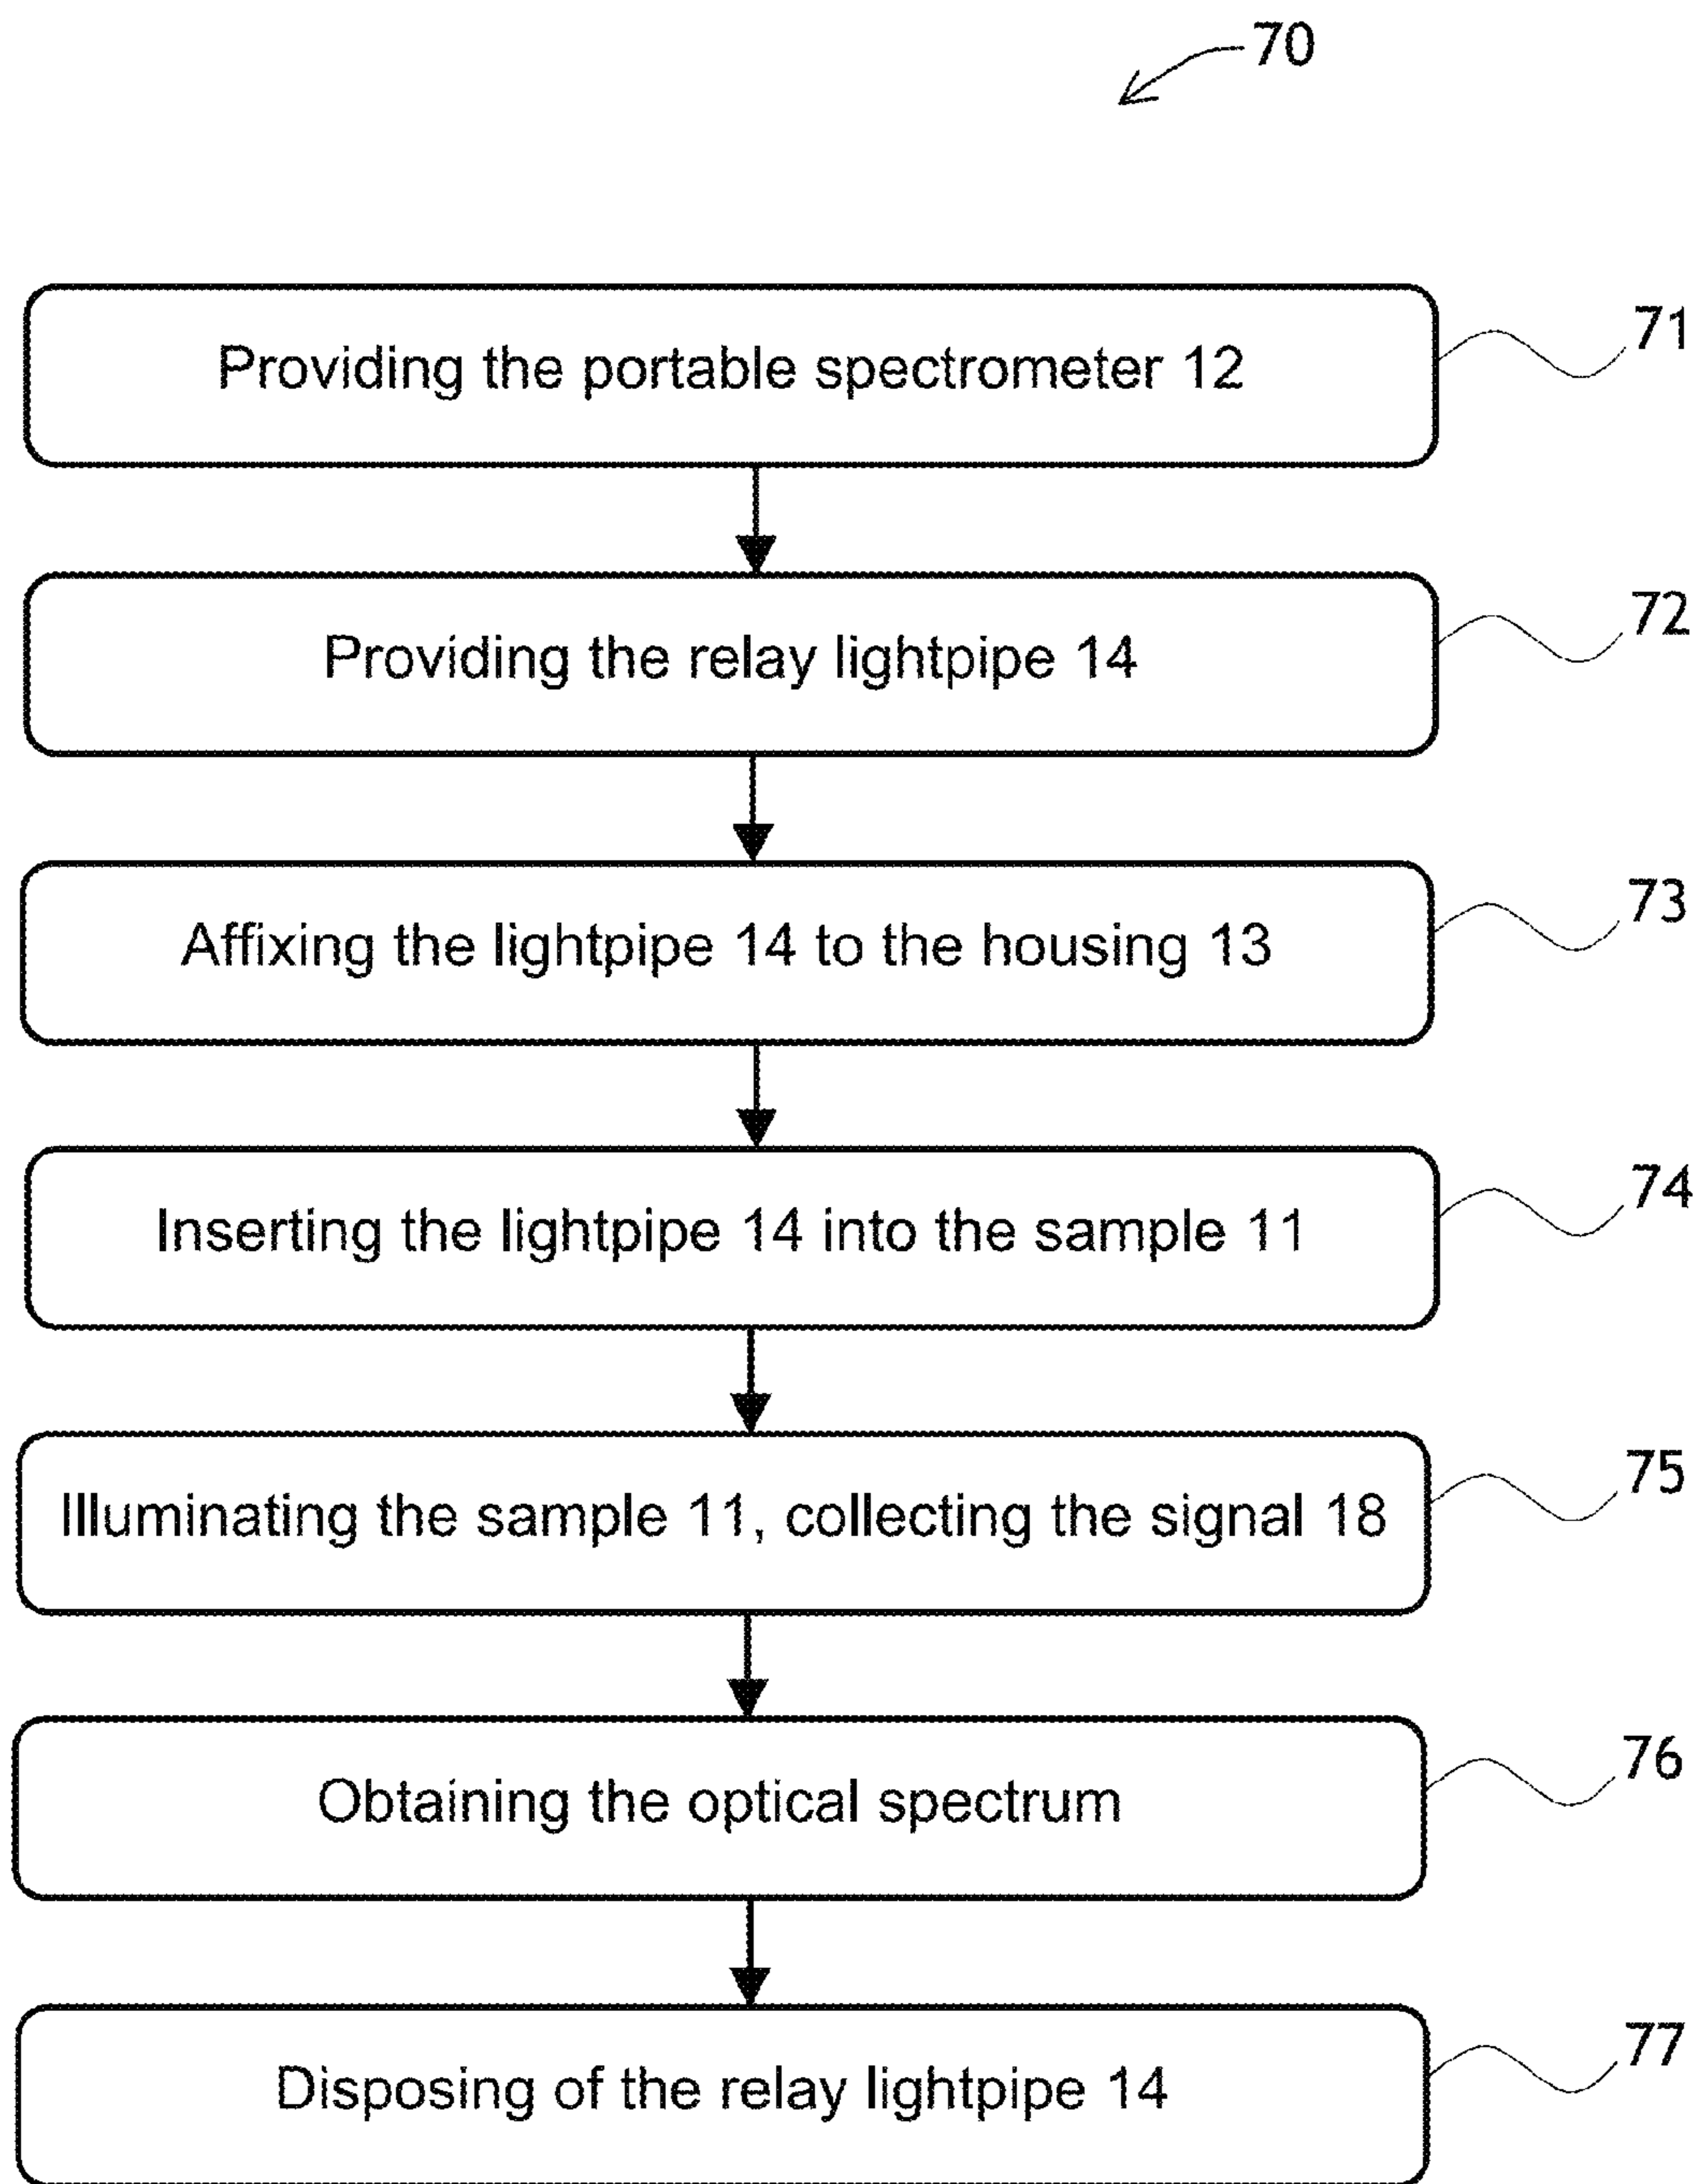 70
Providing the portable spectrometer 12
71
Providing the relay lightpipe 14
72
Affixing the lightpipe 14 to the housing 13
73
Inserting the lightpipe 14 into the sample 11
74
Illuminating the sample 11, collecting the signal 18
75
Obtaining the optical spectrum
76
Disposing of the relay lightpipe 14
77